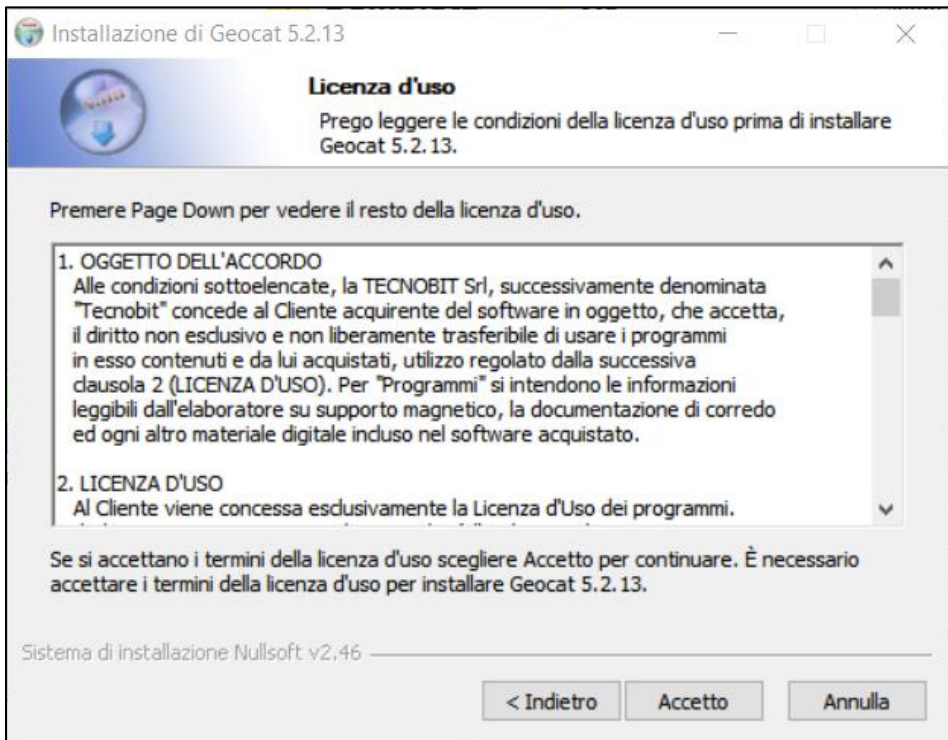 Installazione di Geocat 5.2.13
Licenza d'uso
Prego leggere le condizioni della licenza d'uso prima di installare
Geocat 5.2.13.
Premere Page Down per vedere il resto della licenza d'uso.
1. OGGETTO DELL'ACCORDO
Alle condizioni sottoelencate, la TECNOBIT Srl, successivamente denominata
"Tecnobit" concede al Cliente acquirente del software in oggetto, che accetta,
il diritto non esclusivo e non liberamente trasferibile di usare i programmi
in esso contenuti e da lui acquistati, utilizzo regolato dalla successiva
clausola 2 (LICENZA D'USO). Per "Programmi" si intendono le informazioni
leggibili dall'elaboratore su supporto magnetico, la documentazione di corredo
ed ogni altro materiale digitale incluso nel software acquistato.
2. LICENZA D'USO
Al Cliente viene concessa esclusivamente la Licenza d'Uso dei programmi.
Se si accettano i termini della licenza d'uso scegliere Accetto per continuare. È necessario
accettare i termini della licenza d'uso per installare Geocat 5.2.13.
Sistema di installazione Nullsoft v2.46
< Indietro
Accetto
Annulla